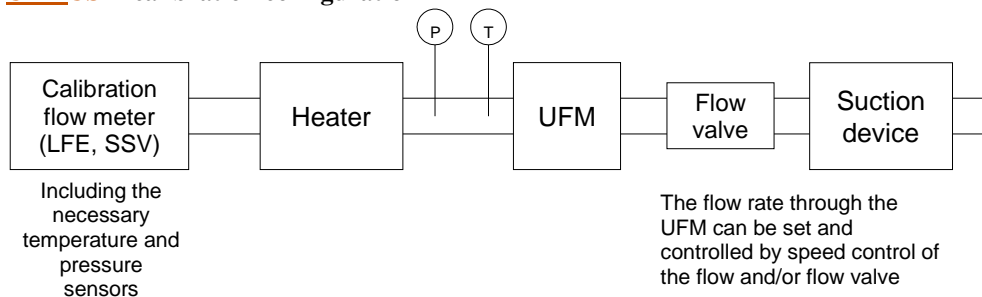 P
T
Calibration
flow meter
(LFE, SSV)
Heater
UFM
Flow
valve
Suction
device
Including the
necessary
temperature and
pressure
sensors
The flow rate through the
UFM can be set and
controlled by speed control of
the flow and/or flow valve